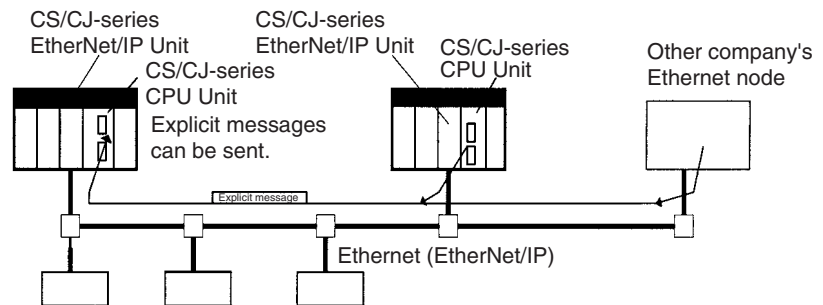 CS/CJ-series
EtherNet/IP Unit
CS/CJ-series
CPU Unit
Explicit messages
can be sent.
CS/CJ-series
EtherNet/IP Unit
CS/CJ-series
CPU Unit
Other company's
Ethernet node
Explicit message
Ethernet (EtherNet/IP)